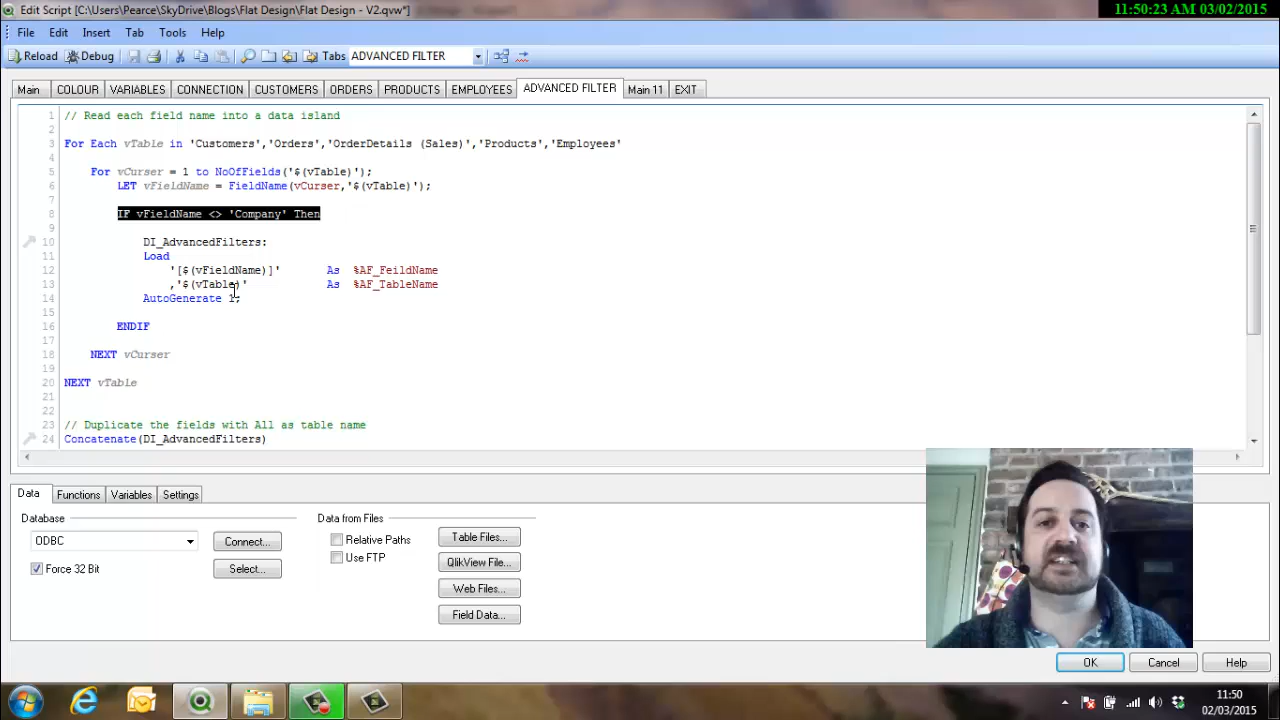 Edit Script [C:\Users\Pearce\SkyDrive\Blogs\Flat Design\Flat Design - V2.qvw*]
11:50:23 AM 03/02/2015
File Edit Insert Tab Tools Help
Reload Debug Tabs ADVANCED FILTER
Main COLOUR VARIABLES CONNECTION CUSTOMERS ORDERS PRODUCTS EMPLOYEES ADVANCED FILTER Main 11 EXIT
1 // Read each field name into a data island
2
3 For Each vTable in 'Customers','Orders','OrderDetails (Sales)','Products','Employees'
4
5 For vCurser = 1 to NoOfFields('$(vTable)');
6 LET vFieldName = FieldName(vCurser,'$(vTable)');
7
8 IF vFieldName <> 'Company' Then
9
10 DI_AdvancedFilters:
11 Load
12 '[$(vFieldName)]' As %AF_FeildName
13 ,'$(vTable)' As %AF_TableName
14 AutoGenerate 1;
15
16 ENDIF
17
18 NEXT vCurser
19
20 NEXT vTable
21
22
23 // Duplicate the fields with All as table name
24 Concatenate(DI_AdvancedFilters)
Data Functions Variables Settings
Database Data from Files
ODBC Connect... Relative Paths Table Files...
Force 32 Bit Select... Use FTP QlikView File...
Web Files...
Field Data...
OK Cancel Help
11:50
02/03/2015